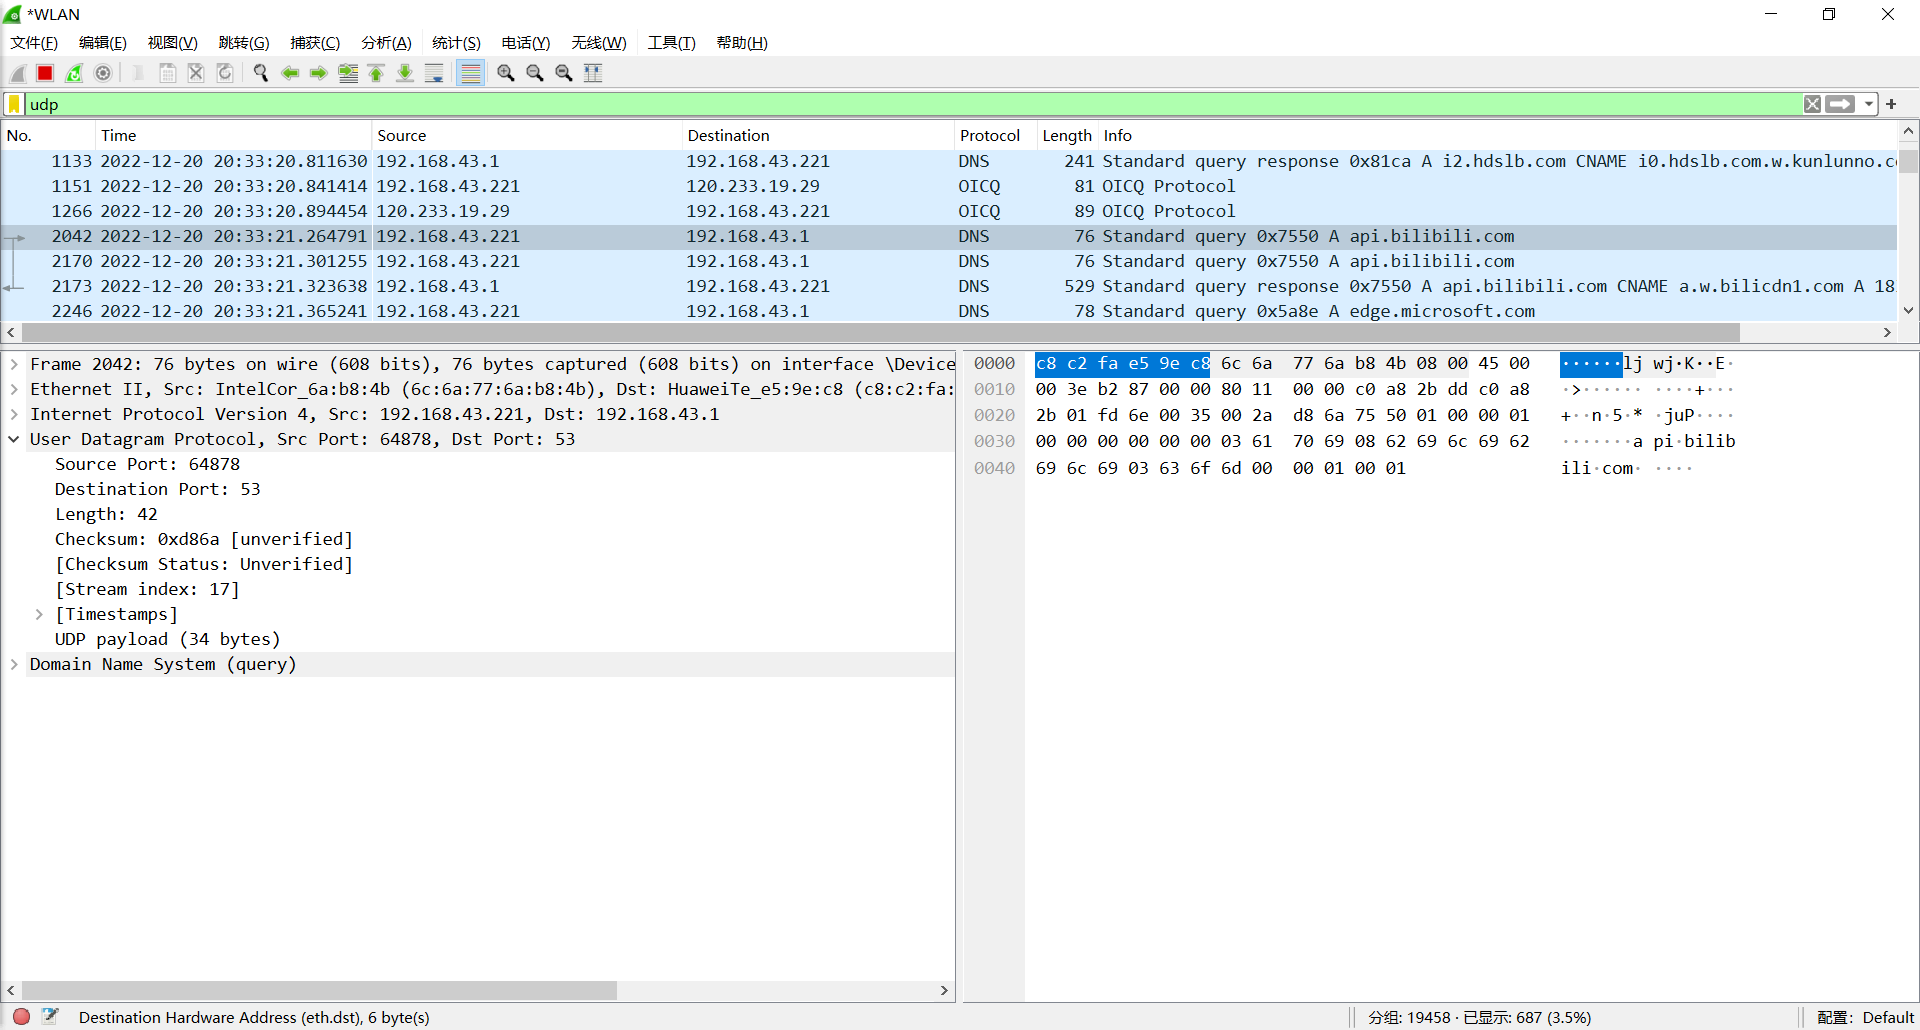 *WLAN
文件(F) 编辑(E) 视图(V) 跳转(G) 捕获(C) 分析(A) 统计(S) 电话(Y) 无线(W) 工具(T) 帮助(H)
udp
No. Time Source Destination Protocol Length Info
1133 2022-12-20 20:33:20.811630 192.168.43.1 192.168.43.221 DNS 241 Standard query response 0x81ca A i2.hdslb.com CNAME i0.hdslb.com.w.kunlunno.c
1151 2022-12-20 20:33:20.841414 192.168.43.221 120.233.19.29 OICQ 81 OICQ Protocol
1266 2022-12-20 20:33:20.894454 120.233.19.29 192.168.43.221 OICQ 89 OICQ Protocol
2042 2022-12-20 20:33:21.264791 192.168.43.221 192.168.43.1 DNS 76 Standard query 0x7550 A api.bilibili.com
2170 2022-12-20 20:33:21.301255 192.168.43.221 192.168.43.1 DNS 76 Standard query 0x7550 A api.bilibili.com
2173 2022-12-20 20:33:21.323638 192.168.43.1 192.168.43.221 DNS 529 Standard query response 0x7550 A api.bilibili.com CNAME a.w.bilicdn1.com A 18
2246 2022-12-20 20:33:21.365241 192.168.43.221 192.168.43.1 DNS 78 Standard query 0x5a8e A edge.microsoft.com
Frame 2042: 76 bytes on wire (608 bits), 76 bytes captured (608 bits) on interface \Device
Ethernet II, Src: IntelCor_6a:b8:4b (6c:6a:77:6a:b8:4b), Dst: HuaweiTe_e5:9e:c8 (c8:c2:fa:
Internet Protocol Version 4, Src: 192.168.43.221, Dst: 192.168.43.1
User Datagram Protocol, Src Port: 64878, Dst Port: 53
Source Port: 64878
Destination Port: 53
Length: 42
Checksum: 0xd86a [unverified]
[Checksum Status: Unverified]
[Stream index: 17]
[Timestamps]
UDP payload (34 bytes)
Domain Name System (query)
0000 c8 c2 fa e5 9e c8 6c 6a 77 6a b8 4b 08 00 45 00 ······lj wj·K··E·
0010 00 3e b2 87 00 00 80 11 00 00 c0 a8 2b dd c0 a8 ·>······ ····+···
0020 2b 01 fd 6e 00 35 00 2a d8 6a 75 50 01 00 00 01 +··n·5·* ·juP····
0030 00 00 00 00 00 00 03 61 70 69 08 62 69 6c 69 62 ·······a pi·bilib
0040 69 6c 69 03 63 6f 6d 00 00 01 00 01 ili·com· ····
Destination Hardware Address (eth.dst), 6 byte(s) 分组: 19458 · 已显示: 687 (3.5%) 配置: Default